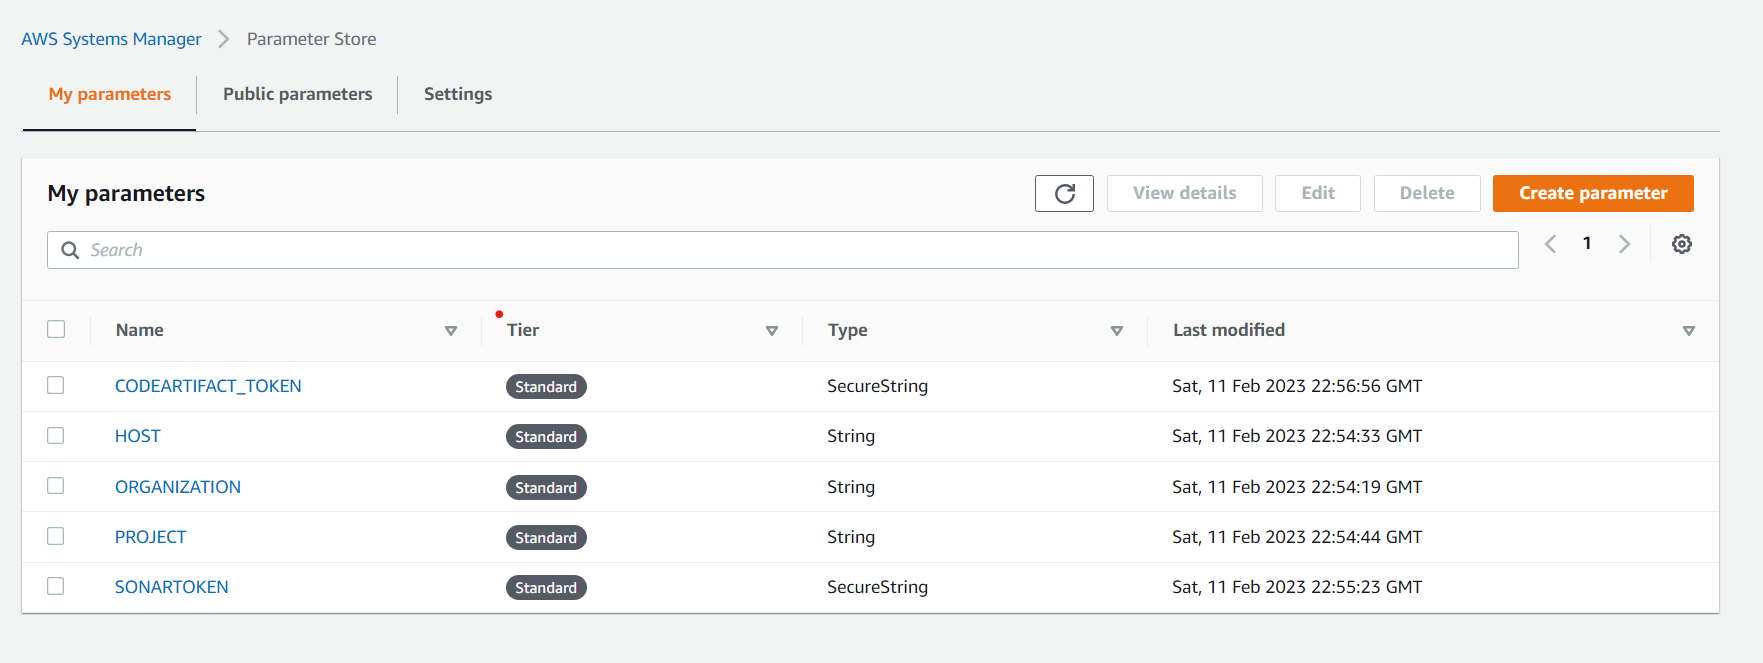 AWS Systems Manager > Parameter Store
My parameters Public parameters Settings
My parameters View details Edit Delete Create parameter
Search 1
Name Tier Type Last modified
CODEARTIFACT_TOKEN Standard SecureString Sat, 11 Feb 2023 22:56:56 GMT
HOST Standard String Sat, 11 Feb 2023 22:54:33 GMT
ORGANIZATION Standard String Sat, 11 Feb 2023 22:54:19 GMT
PROJECT Standard String Sat, 11 Feb 2023 22:54:44 GMT
SONARTOKEN Standard SecureString Sat, 11 Feb 2023 22:55:23 GMT